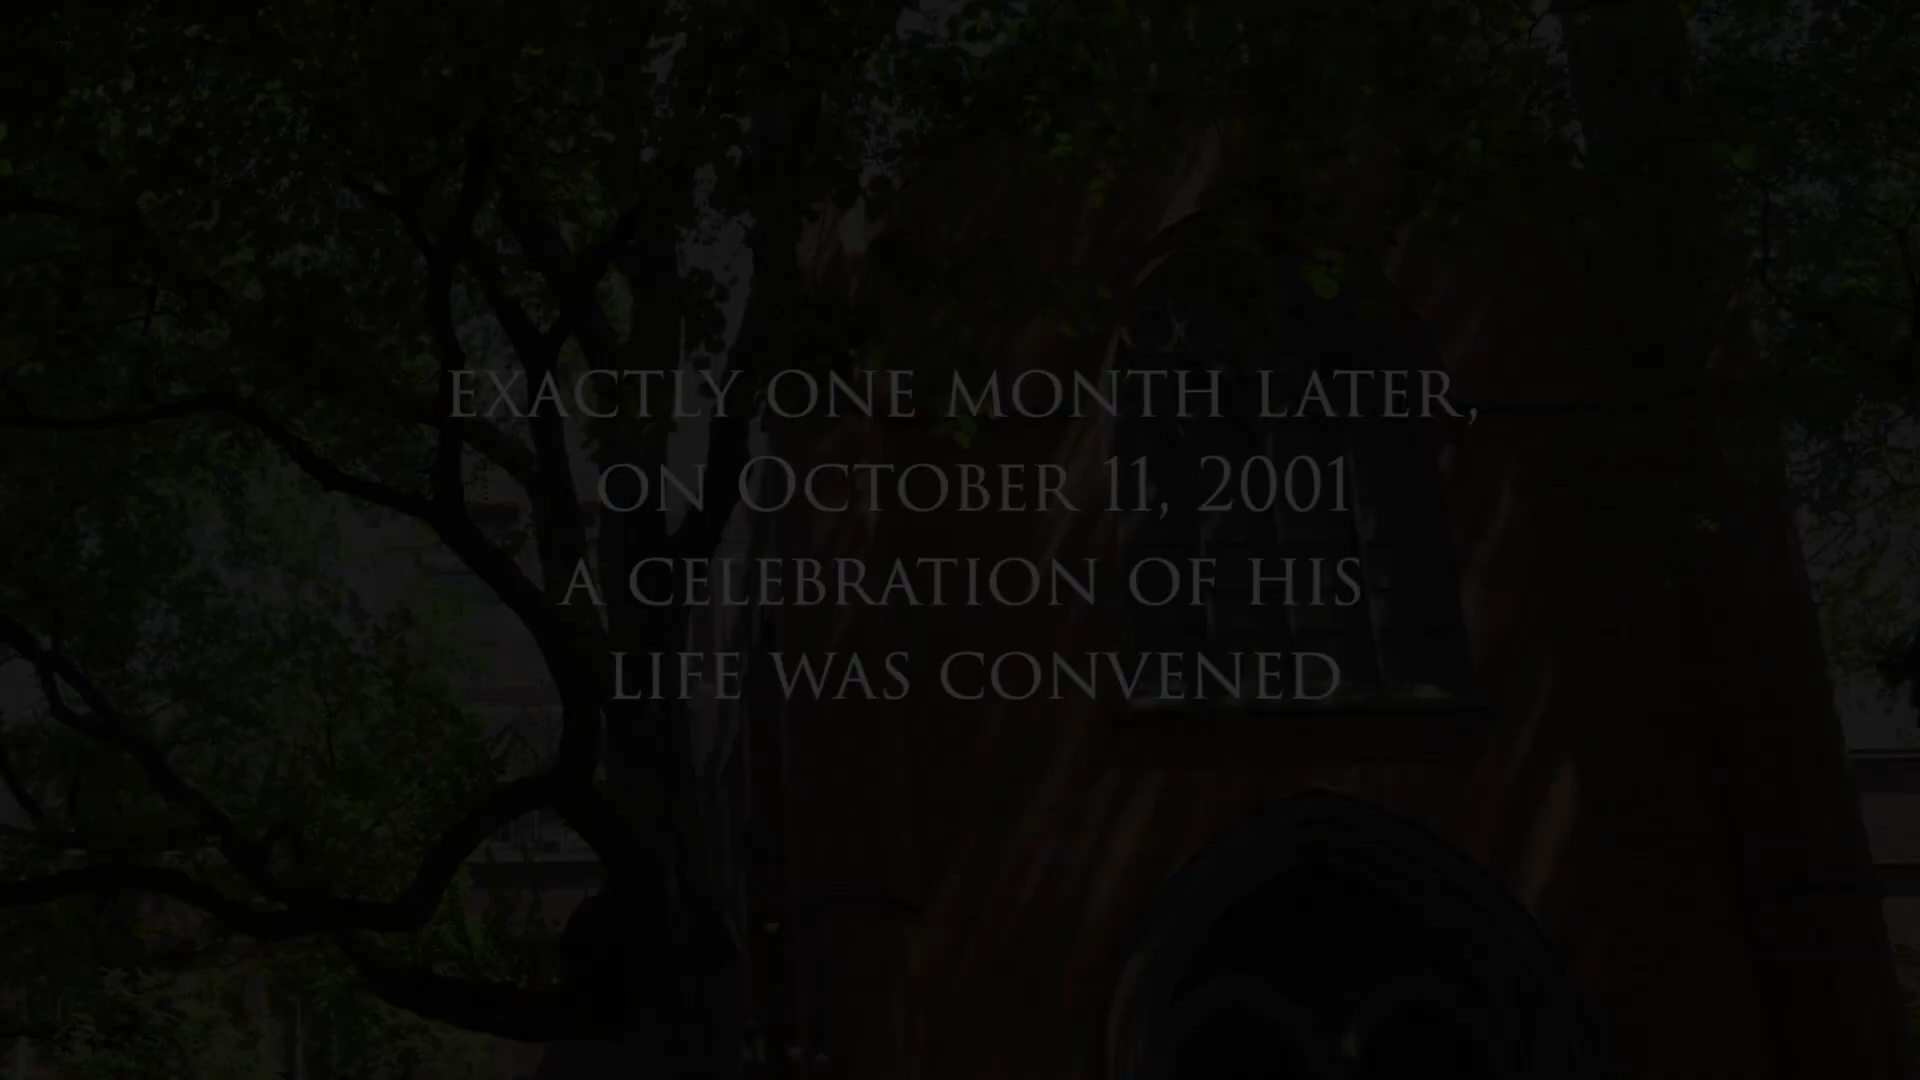 EXACTLY ONE MONTH LATER,
ON OCTOBER 11, 2001
A CELEBRATION OF HIS
LIFE WAS CONVENED